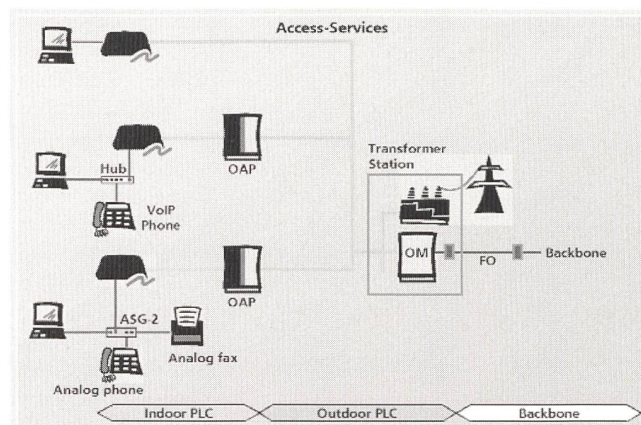 Access-Services
Hub
VoIP
Phone
OAP
Transformer
Station
OM
FO
Backbone
OAP
ASG-2
Analog fax
Analog phone
Indoor PLC
Outdoor PLC
Backbone